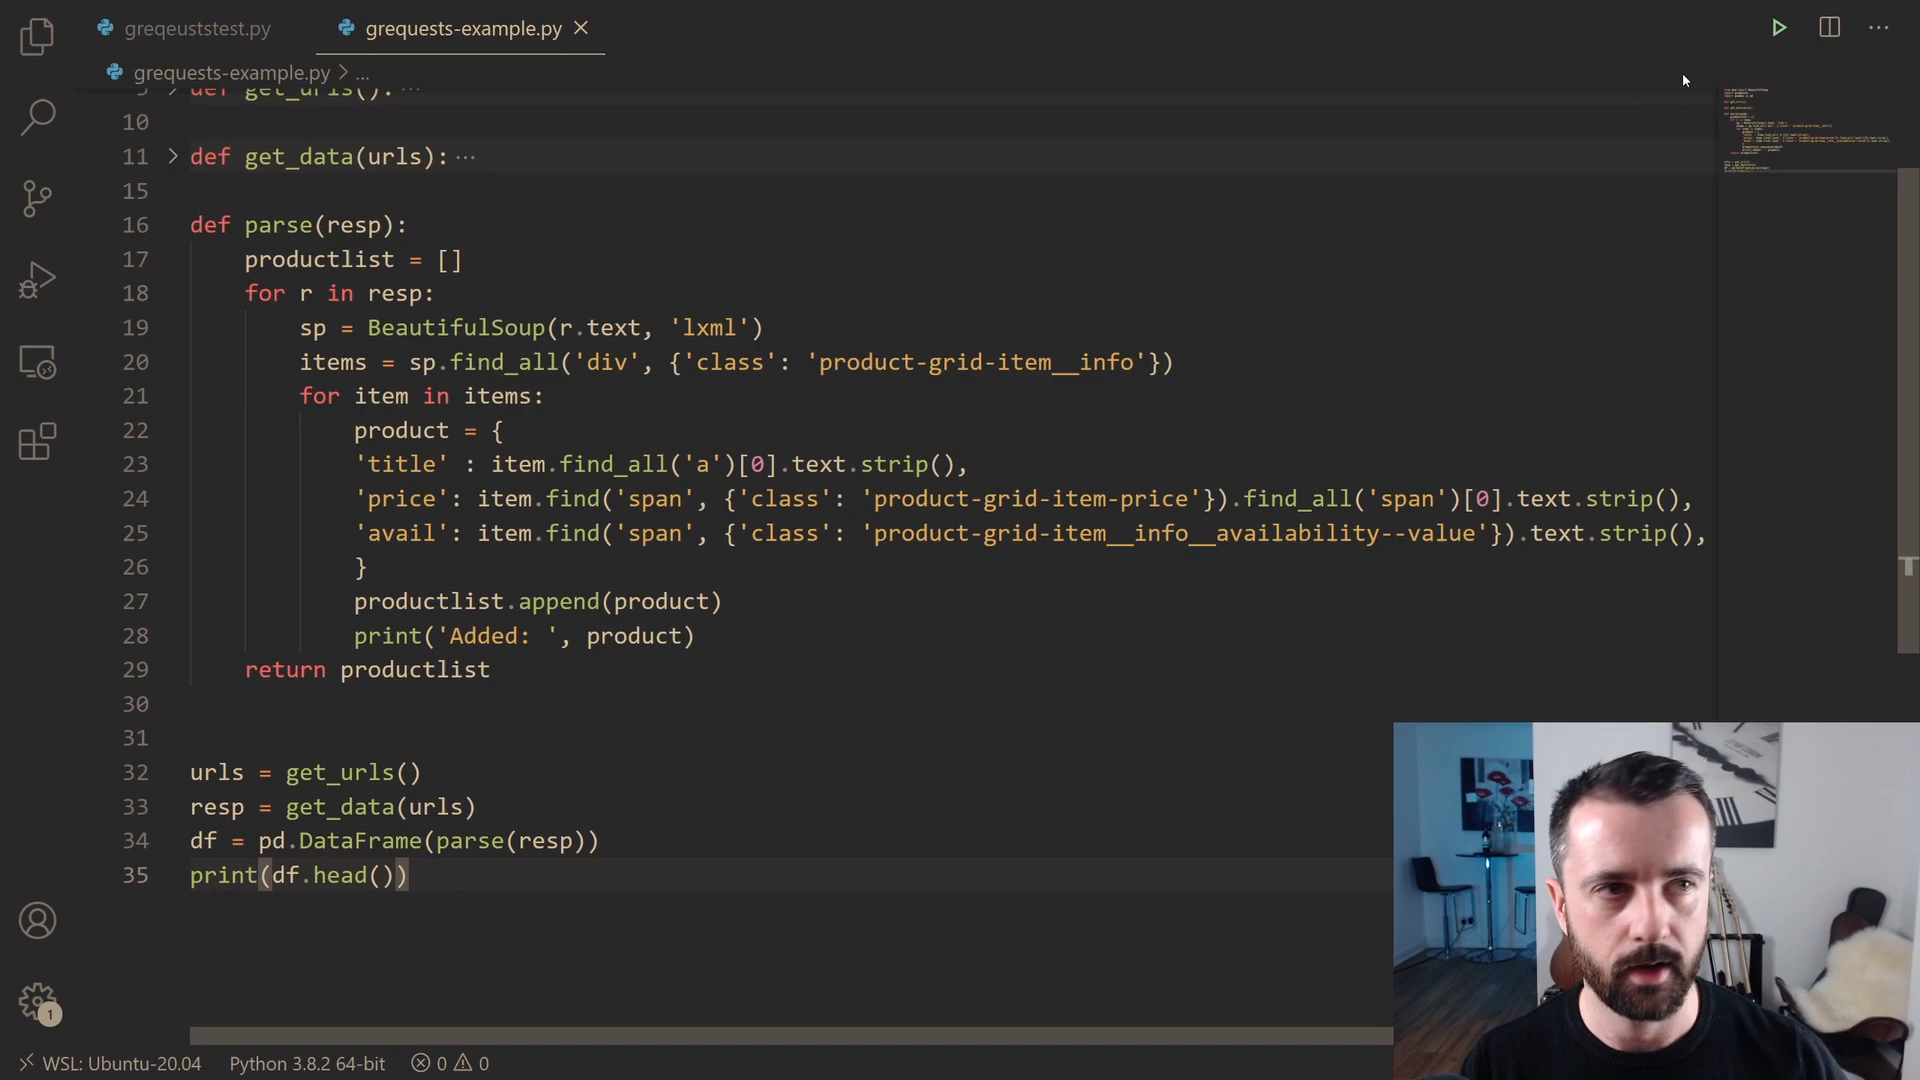 greqeuststest.py
grequests-example.py
grequests-example.py > ...
5 def get_urls(): ...
10
11 def get_data(urls): ...
15
16 def parse(resp):
17 productlist = []
18 for r in resp:
19 sp = BeautifulSoup(r.text, 'lxml')
20 items = sp.find_all('div', {'class': 'product-grid-item__info'})
21 for item in items:
22 product = {
23 'title' : item.find_all('a')[0].text.strip(),
24 'price': item.find('span', {'class': 'product-grid-item-price'}).find_all('span')[0].text.strip(),
25 'avail': item.find('span', {'class': 'product-grid-item__info__availability--value'}).text.strip(),
26 }
27 productlist.append(product)
28 print('Added: ', product)
29 return productlist
30
31
32 urls = get_urls()
33 resp = get_data(urls)
34 df = pd.DataFrame(parse(resp))
35 print(df.head())
1
WSL: Ubuntu-20.04 Python 3.8.2 64-bit 0 0